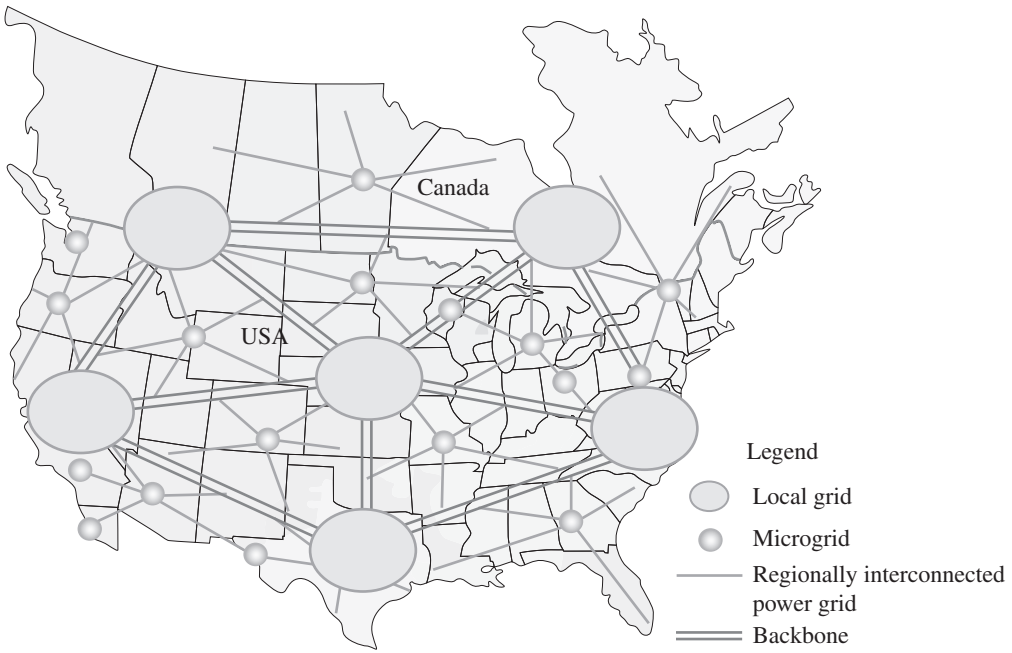 Canada
USA
Legend
Local grid
Microgrid
Regionally interconnected
power grid
Backbone